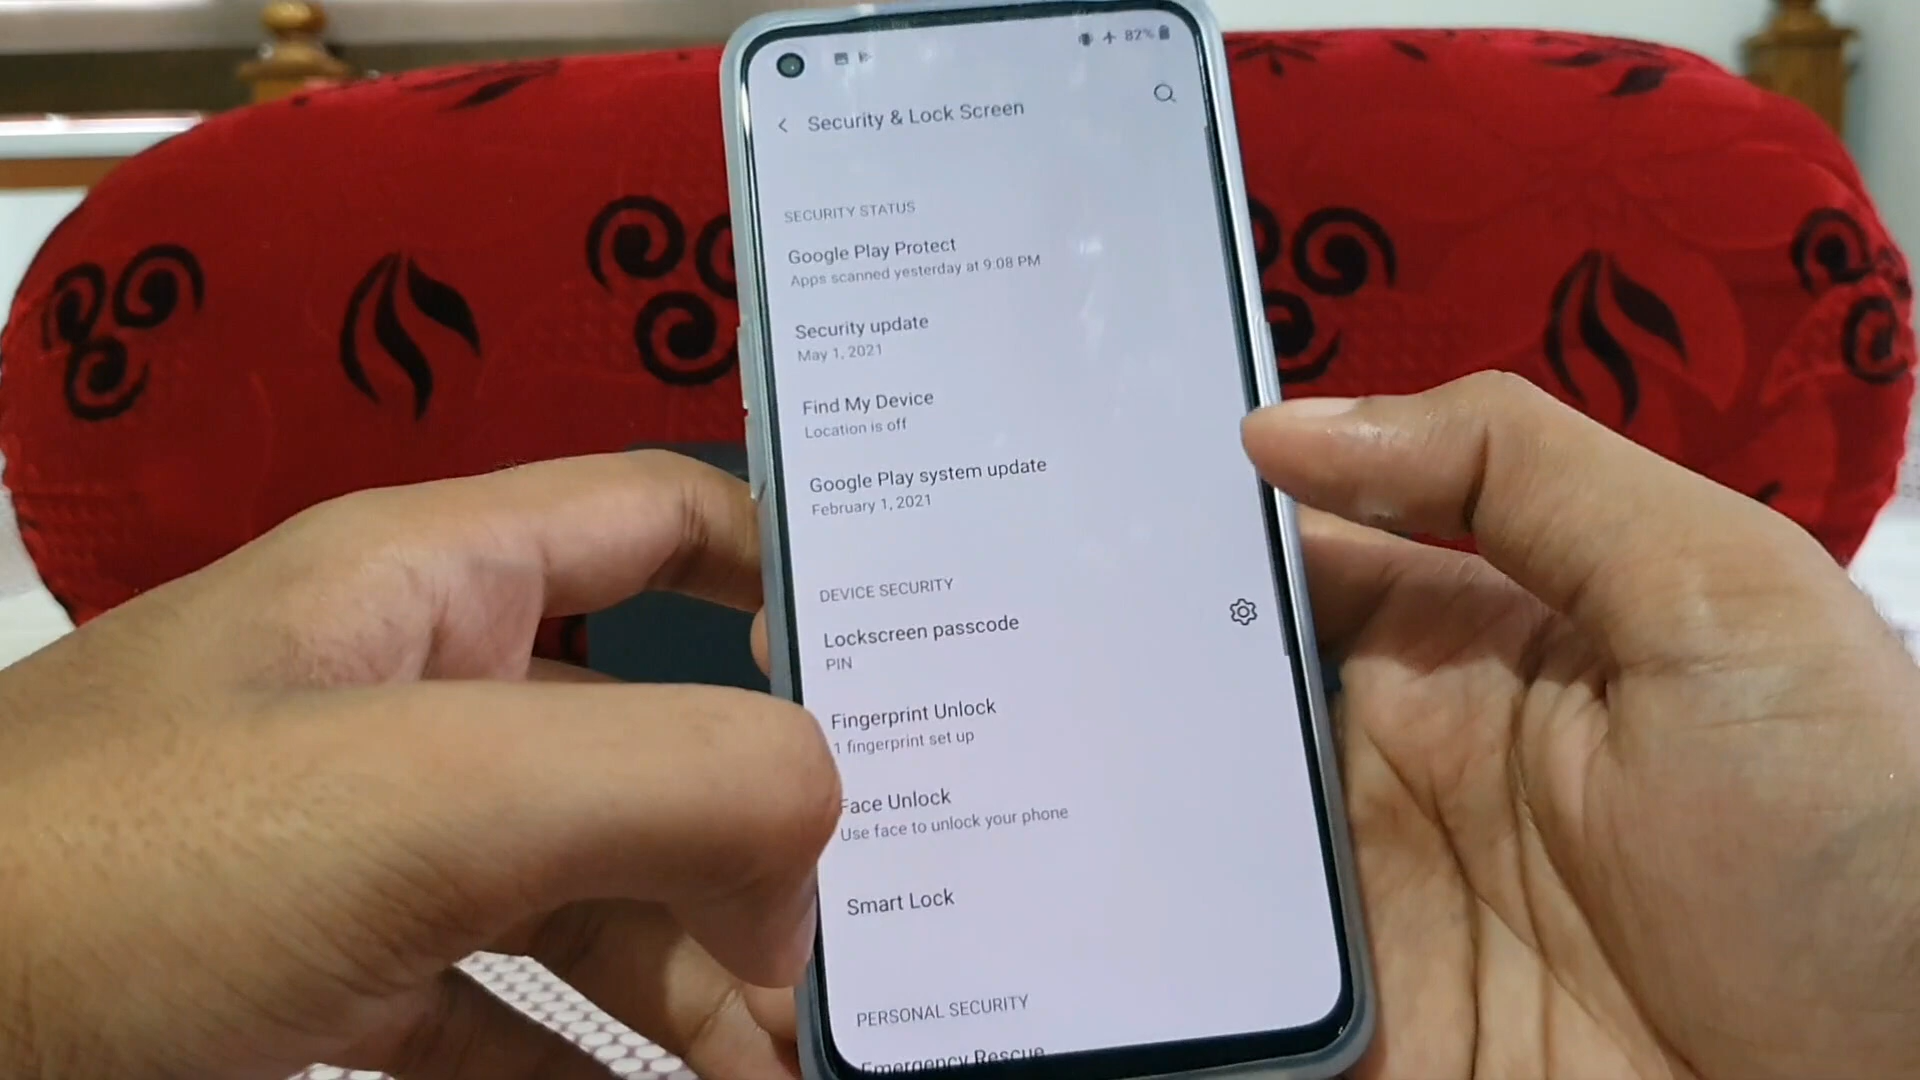 82%
Security & Lock Screen
SECURITY STATUS
Google Play Protect
Apps scanned yesterday at 9:08 PM
Security update
May 1, 2021
Find My Device
Location is off
Google Play system update
February 1, 2021
DEVICE SECURITY
Lockscreen passcode
PIN
Fingerprint Unlock
1 fingerprint set up
Face Unlock
Use face to unlock your phone
Smart Lock
PERSONAL SECURITY
Emergency Rescue